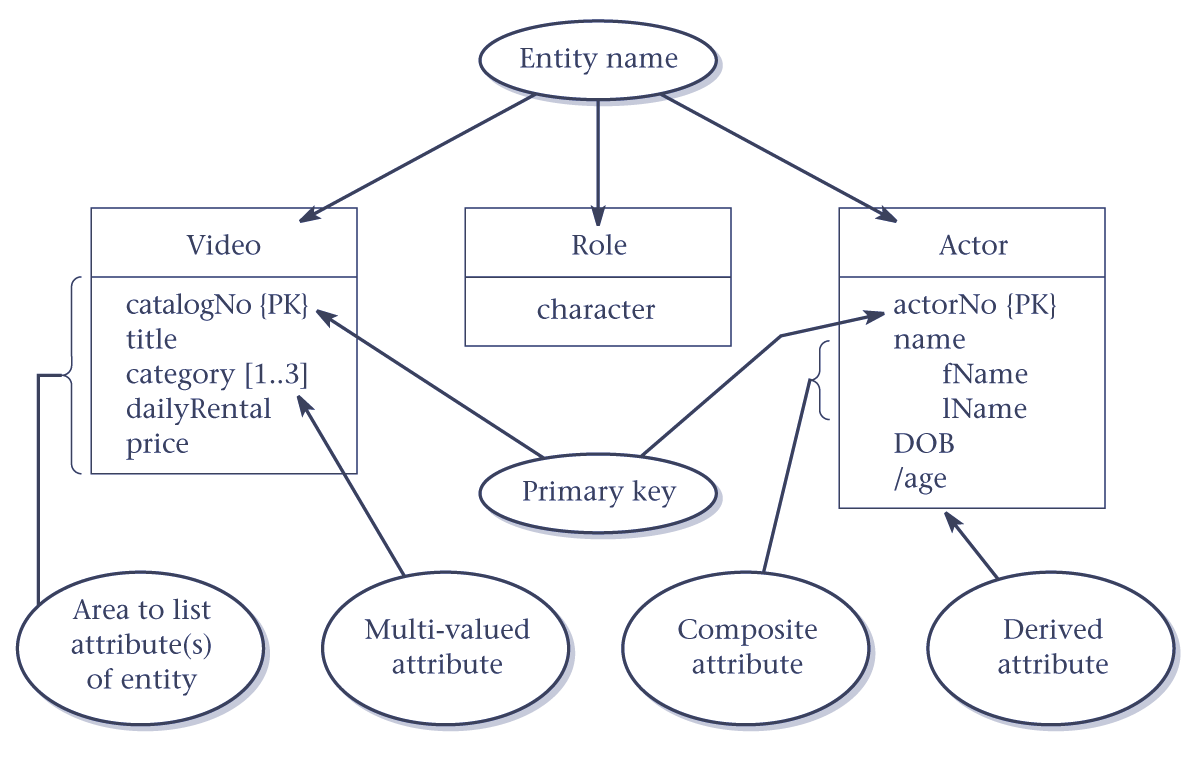 Entity name
Video
catalogNo {PK}
title
category [1..3]
dailyRental
price
Role
character
Actor
actorNo {PK}
name
fName
lName
DOB
/age
Primary key
Area to list
attribute(s)
of entity
Multi-valued
attribute
Composite
attribute
Derived
attribute